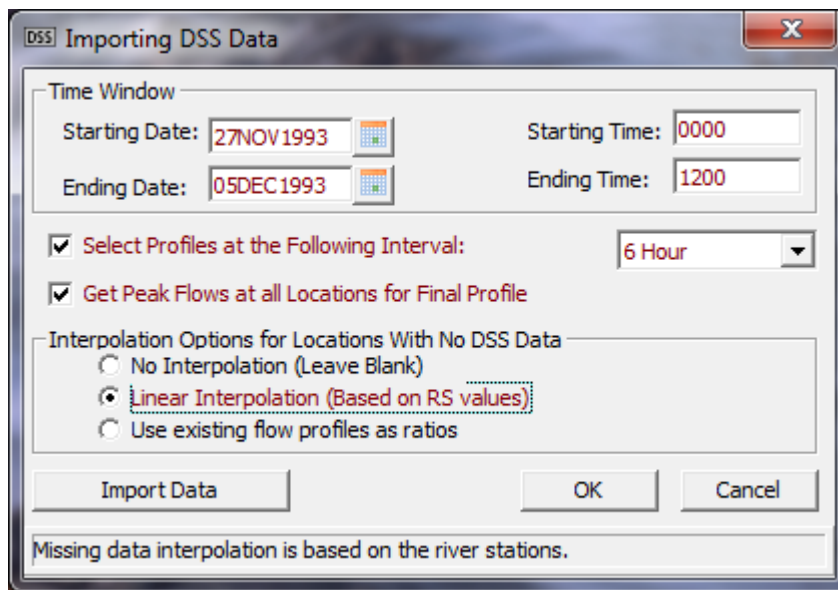 DSS Importing DSS Data
Time Window
Starting Date: 27NOV1993 Starting Time: 0000
Ending Date: 05DEC1993 Ending Time: 1200
Select Profiles at the Following Interval: 6 Hour
Get Peak Flows at all Locations for Final Profile
Interpolation Options for Locations With No DSS Data
No Interpolation (Leave Blank)
Linear Interpolation (Based on RS values)
Use existing flow profiles as ratios
Import Data OK Cancel
Missing data interpolation is based on the river stations.